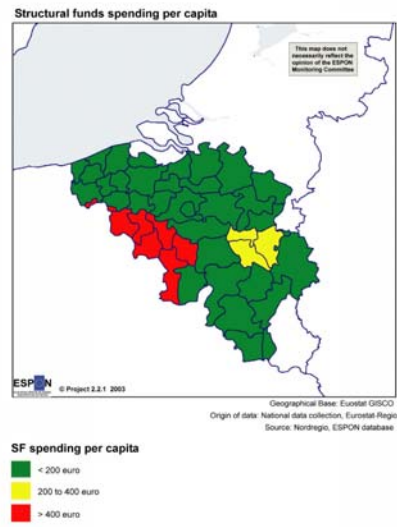 Structural funds spending per capita
This map does not
necessarily reflect the
opinion of the ESPON
Monitoring Committee
ESPON
© Project 2.2.1 2003
Geographical Base: Euostat GISCO
Origin of data: National data collection, Eurostat-Regio
Source: Nordregio, ESPON database
SF spending per capita
< 200 euro
200 to 400 euro
> 400 euro